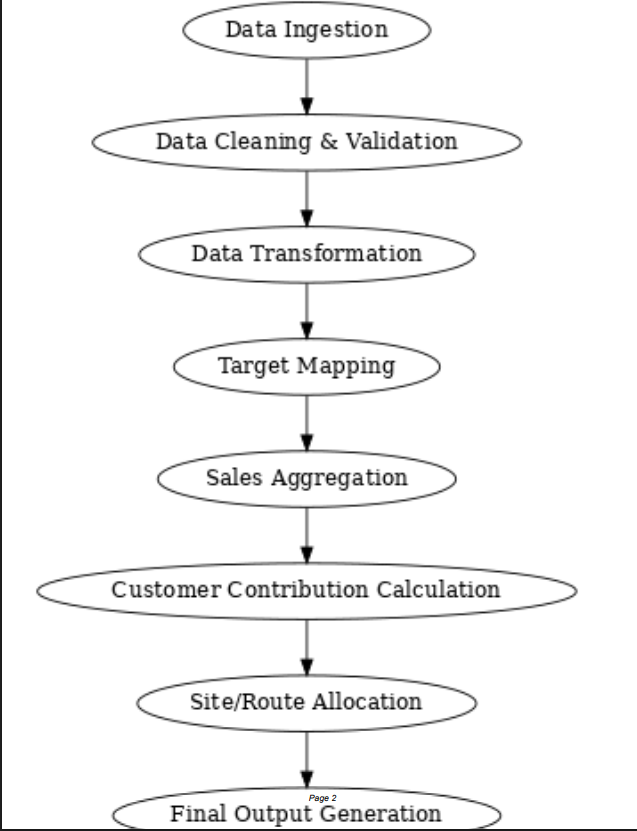 Data Ingestion
Data Cleaning & Validation
Data Transformation
Target Mapping
Sales Aggregation
Customer Contribution Calculation
Site/Route Allocation
Page 2
Final Output Generation